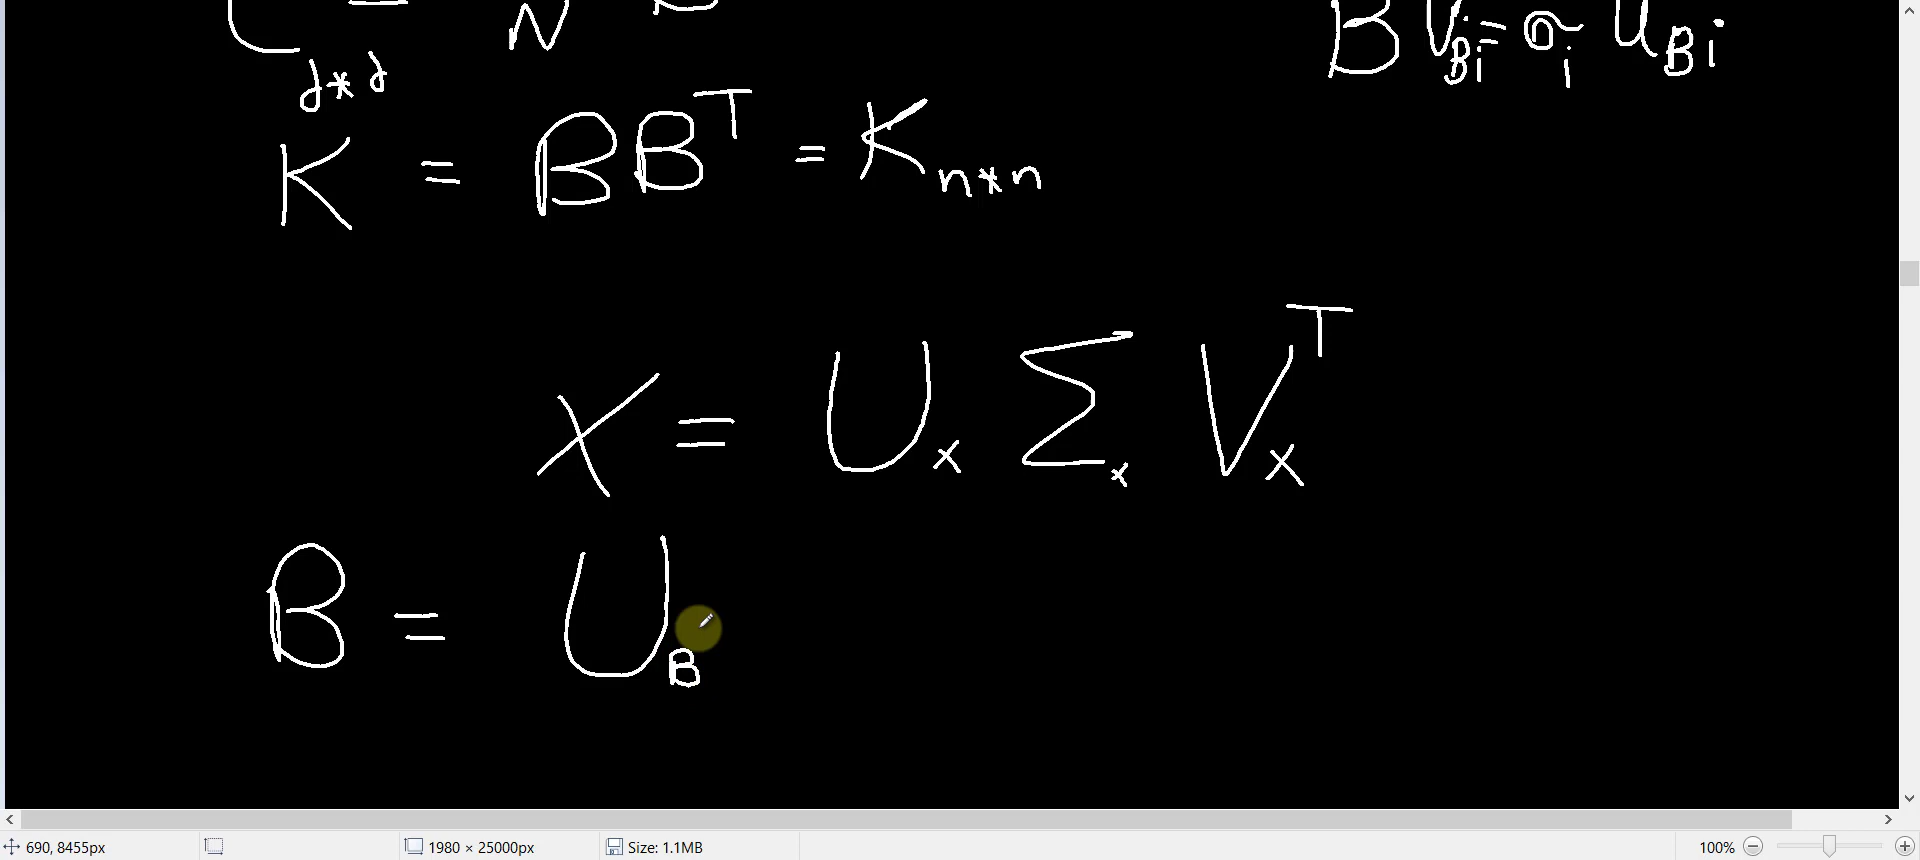 C = N
d*d
B V_Bi = σ_i U_Bi
K = BB^T = K_n*n
X = U_x Σ_x V_x^T
B = U_B
690, 8455px 1980 × 25000px Size: 1.1MB 100%